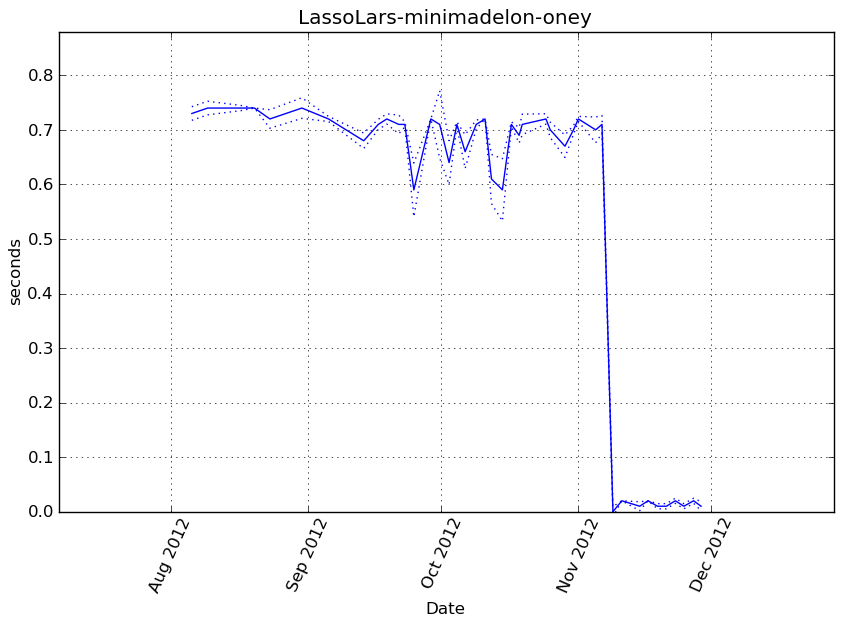 LassoLars-minimadelon-oney
0.8
0.7
0.6
0.5
0.4
0.3
0.2
0.1
0.0
seconds
Aug 2012
Sep 2012
Oct 2012
Nov 2012
Dec 2012
Date